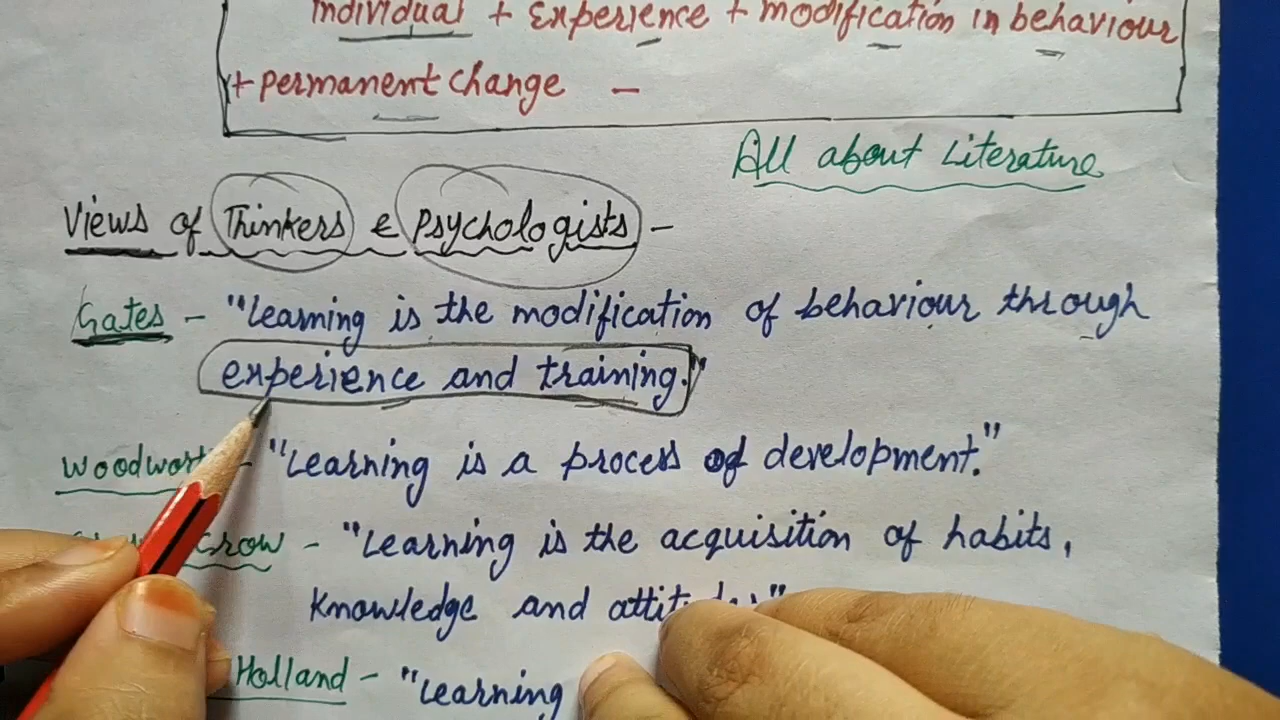 Individual + Experience + modification in behaviour
+ permanent change -
All about Literature
Views of Thinkers & Psychologists -
Gates - "Learning is the modification of behaviour through
experience and training."
- "Learning is a process of development."
Crow - "Learning is the acquisition of habits,
Knowledge and
Holland - "Learning